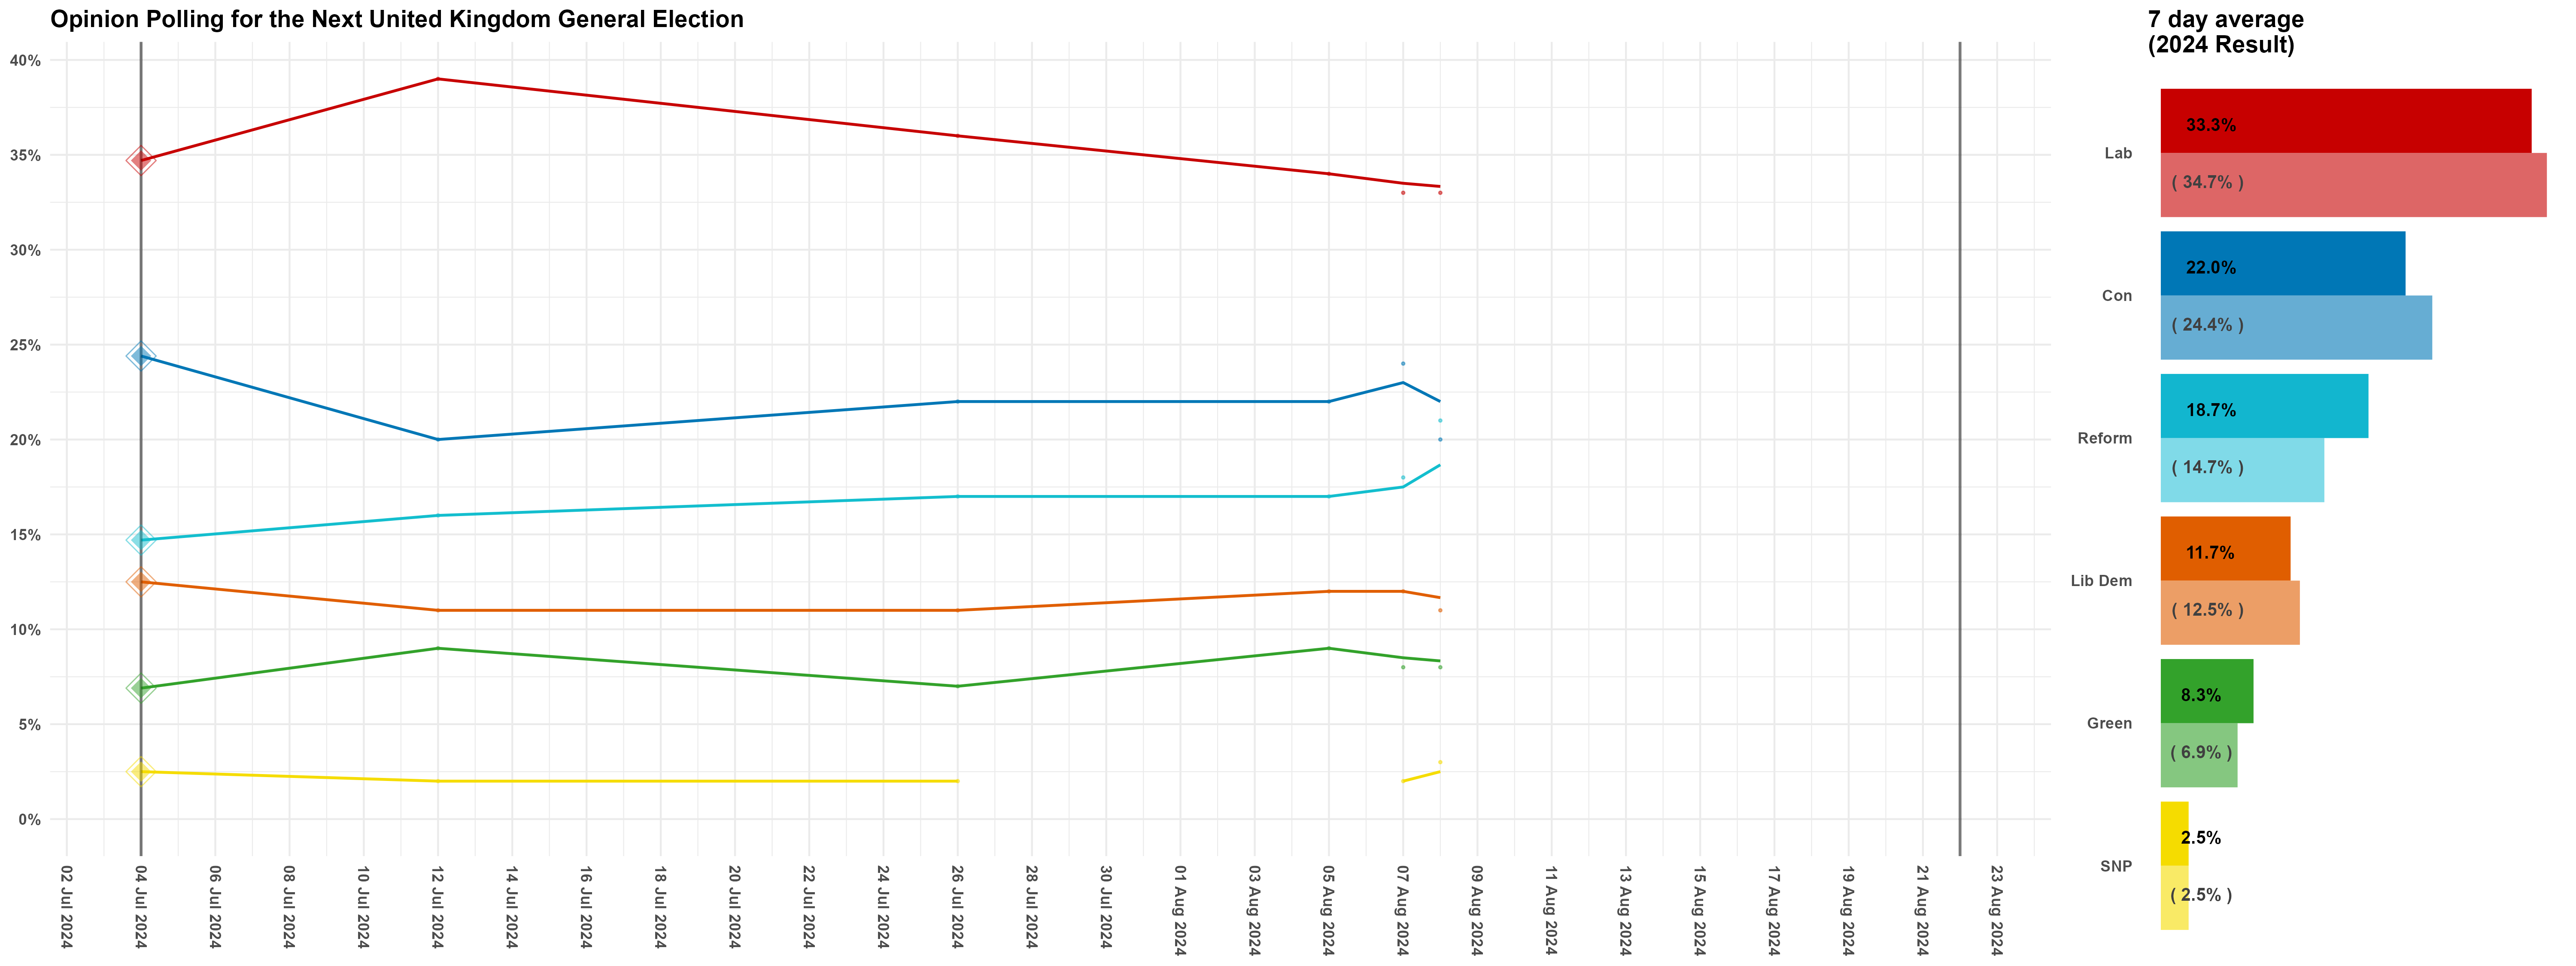 Opinion Polling for the Next United Kingdom General Election
40%
35%
30%
25%
20%
15%
10%
5%
0%
02 Jul 2024
04 Jul 2024
06 Jul 2024
08 Jul 2024
10 Jul 2024
12 Jul 2024
14 Jul 2024
16 Jul 2024
18 Jul 2024
20 Jul 2024
22 Jul 2024
24 Jul 2024
26 Jul 2024
28 Jul 2024
30 Jul 2024
01 Aug 2024
03 Aug 2024
05 Aug 2024
07 Aug 2024
09 Aug 2024
11 Aug 2024
13 Aug 2024
15 Aug 2024
17 Aug 2024
19 Aug 2024
21 Aug 2024
23 Aug 2024
7 day average
(2024 Result)
33.3%
Lab
( 34.7% )
22.0%
Con
( 24.4% )
18.7%
Reform
( 14.7% )
11.7%
Lib Dem
( 12.5% )
8.3%
Green
( 6.9% )
2.5%
SNP
( 2.5% )